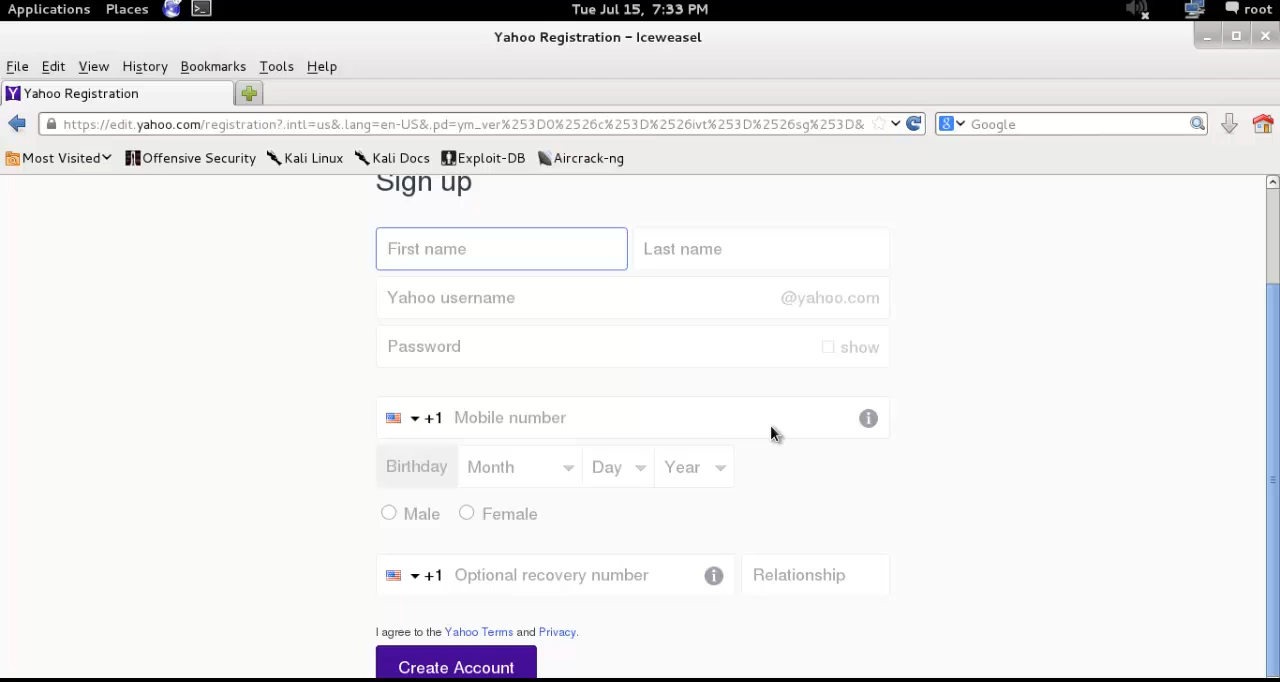 Applications Places Tue Jul 15, 7:33 PM root
Yahoo Registration - Iceweasel
File Edit View History Bookmarks Tools Help
Yahoo Registration
https://edit.yahoo.com/registration?.intl=us&.lang=en-US&.pd=ym_ver%253D0%2526c%253D%2526ivt%253D%2526sg%253D& Google
Most Visited Offensive Security Kali Linux Kali Docs Exploit-DB Aircrack-ng
Sign up
First name Last name
Yahoo username @yahoo.com
Password show
+1 Mobile number
Birthday Month Day Year
Male Female
+1 Optional recovery number Relationship
I agree to the Yahoo Terms and Privacy.
Create Account